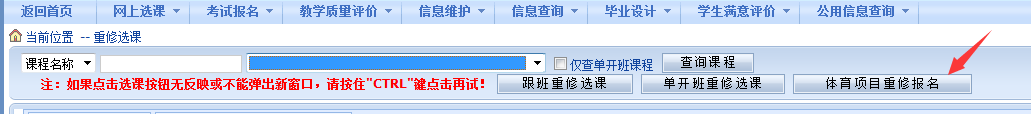 返回首页 网上选课 考试报名 教学质量评价 信息维护 信息查询 毕业设计 学生满意评价 公用信息查询
当前位置 -- 重修选课
课程名称 仅查单开班课程 查询课程
注：如果点击选课按钮无反映或不能弹出新窗口，请按住"CTRL"键点击再试！ 跟班重修选课 单开班重修选课 体育项目重修报名